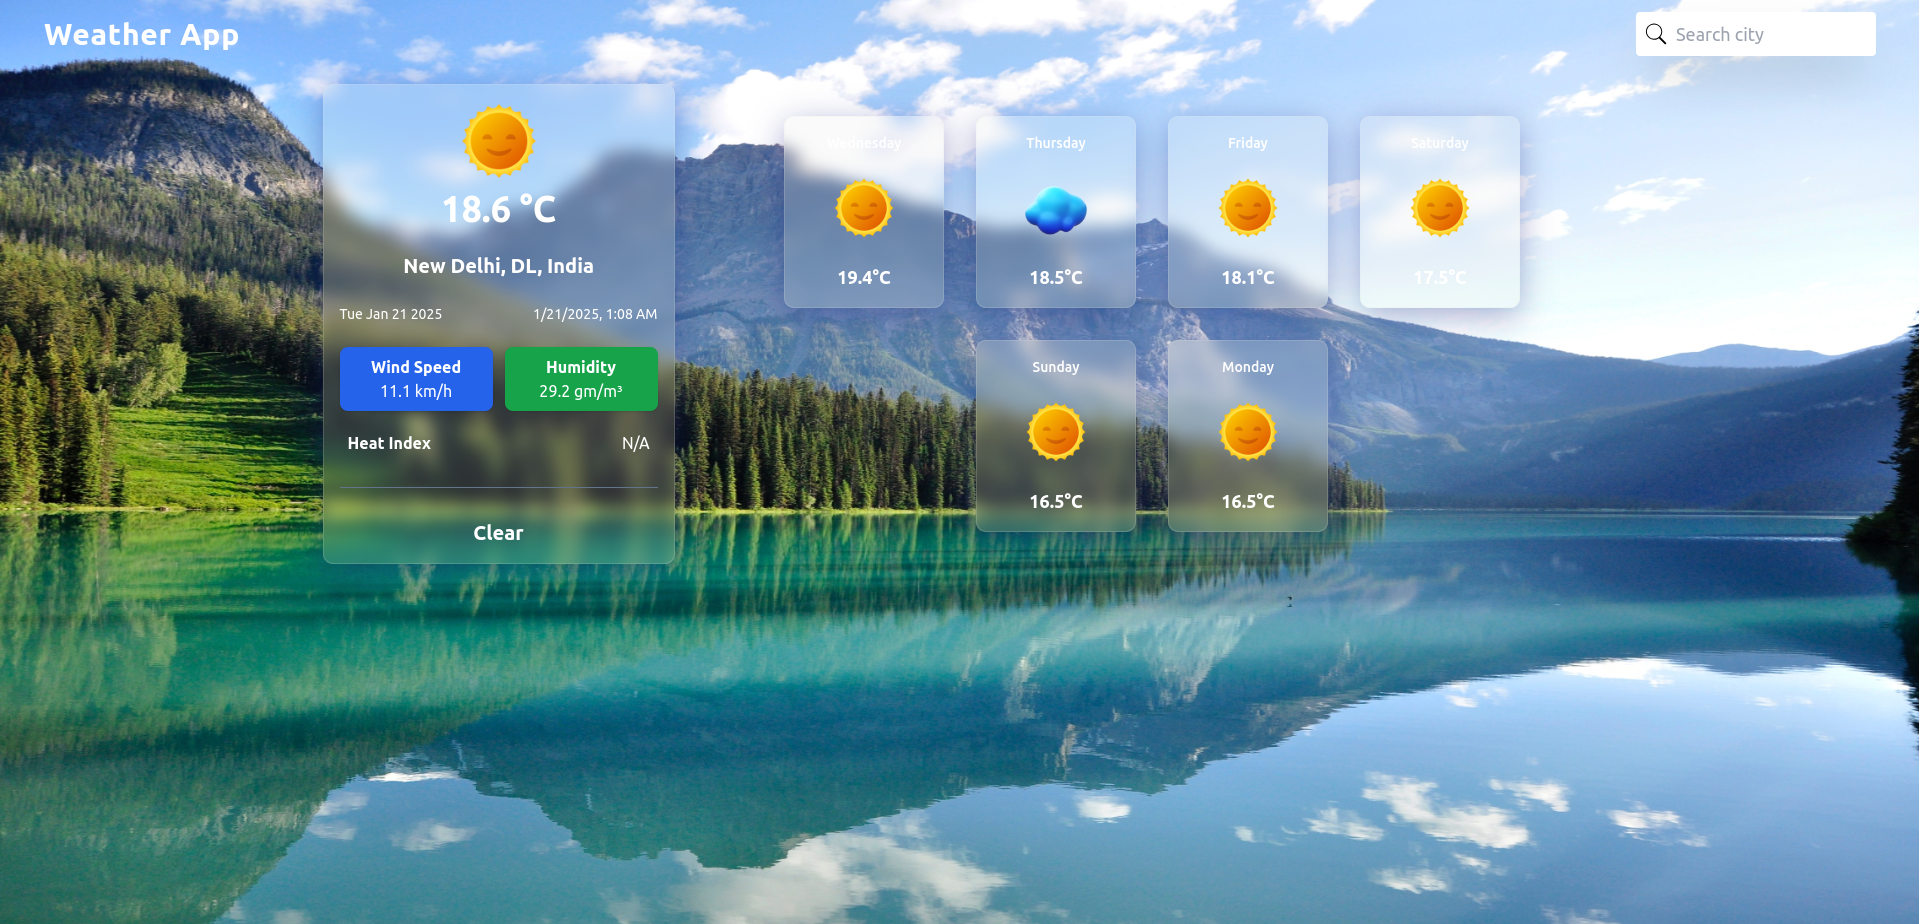 Weather App
Search city
18.6 °C
New Delhi, DL, India
Tue Jan 21 2025
1/21/2025, 1:08 AM
Wind Speed
11.1 km/h
Humidity
29.2 gm/m³
Heat Index
N/A
Clear
Wednesday
19.4°C
Thursday
18.5°C
Friday
18.1°C
Saturday
17.5°C
Sunday
16.5°C
Monday
16.5°C